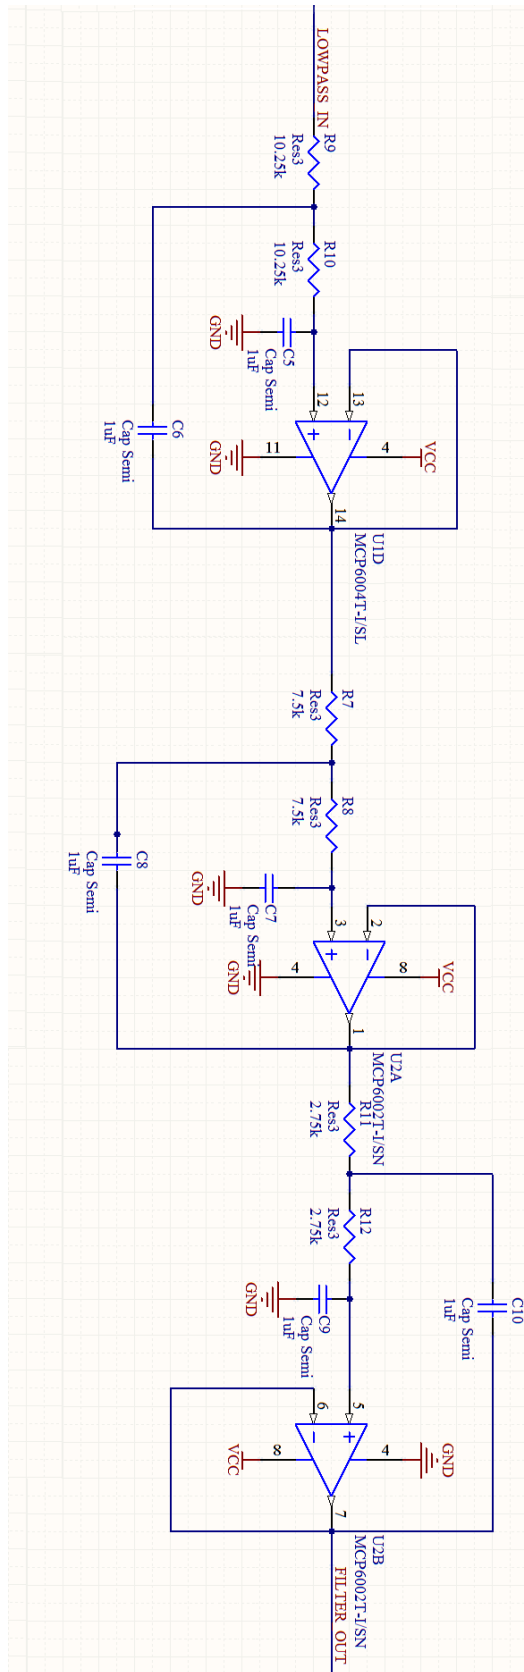 LOWPASS IN
R9
Res3
10.25k
R10
Res3
10.25k
GND
C5
Cap Semi
1uF
C6
Cap Semi
1uF
12
13
GND
11
4
VCC
14
U1D
MCP6004T-I/SL
R7
Res3
7.5k
R8
Res3
7.5k
C8
Cap Semi
1uF
GND
C7
Cap Semi
1uF
3
2
GND
4
8
VCC
1
U2A
MCP6002T-I/SN
R11
Res3
2.75k
R12
Res3
2.75k
GND
C9
Cap Semi
1uF
C10
Cap Semi
1uF
6
5
VCC
8
4
GND
7
U2B
MCP6002T-I/SN
FILTER OUT